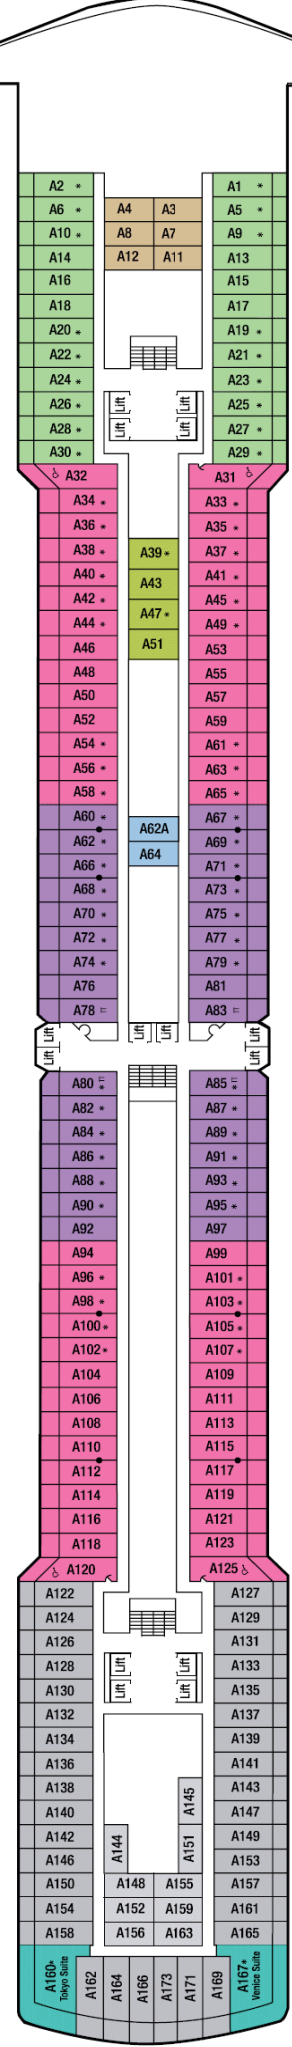 A2 * A1 *
A6 * A4 A3 A5 *
A10 * A8 A7 A9 *
A14 A12 A11 A13
A16 A15
A18 A17
A20 * A19 *
A22 * A21 *
A24 * A23 *
A26 * Lift Lift A25 *
A28 * Lift Lift A27 *
A30 * A29 *
A32 A31
A34 * A33 *
A36 * A35 *
A38 * A39 * A37 *
A40 * A43 A41 *
A42 * A47 * A45 *
A44 * A51 A49 *
A46 A53
A48 A55
A50 A57
A52 A59
A54 * A61 *
A56 * A63 *
A58 * A65 *
A60 * A62A A67 *
A62 * A64 A69 *
A66 * A71 *
A68 * A73 *
A70 * A75 *
A72 * A77 *
A74 * A79 *
A76 A81
A78 A83
Lift Lift Lift Lift
Lift Lift
A80 * A85 *
A82 * A87 *
A84 * A89 *
A86 * A91 *
A88 * A93 *
A90 * A95 *
A92 A97
A94 A99
A96 * A101 *
A98 * A103 *
A100 * A105 *
A102 * A107 *
A104 A109
A106 A111
A108 A113
A110 A115
A112 A117
A114 A119
A116 A121
A118 A123
A120 A125
A122 A127
A124 A129
A126 A131
A128 Lift Lift A133
A130 Lift Lift A135
A132 A137
A134 A139
A136 A141
A138 A145 A143
A140 A147
A142 A144 A151 A149
A146 A153
A150 A148 A155 A157
A154 A152 A159 A161
A158 A156 A163 A165
A160*
Tokyo Suite
A162 A164 A166 A173 A171 A169
A167*
Venice Suite